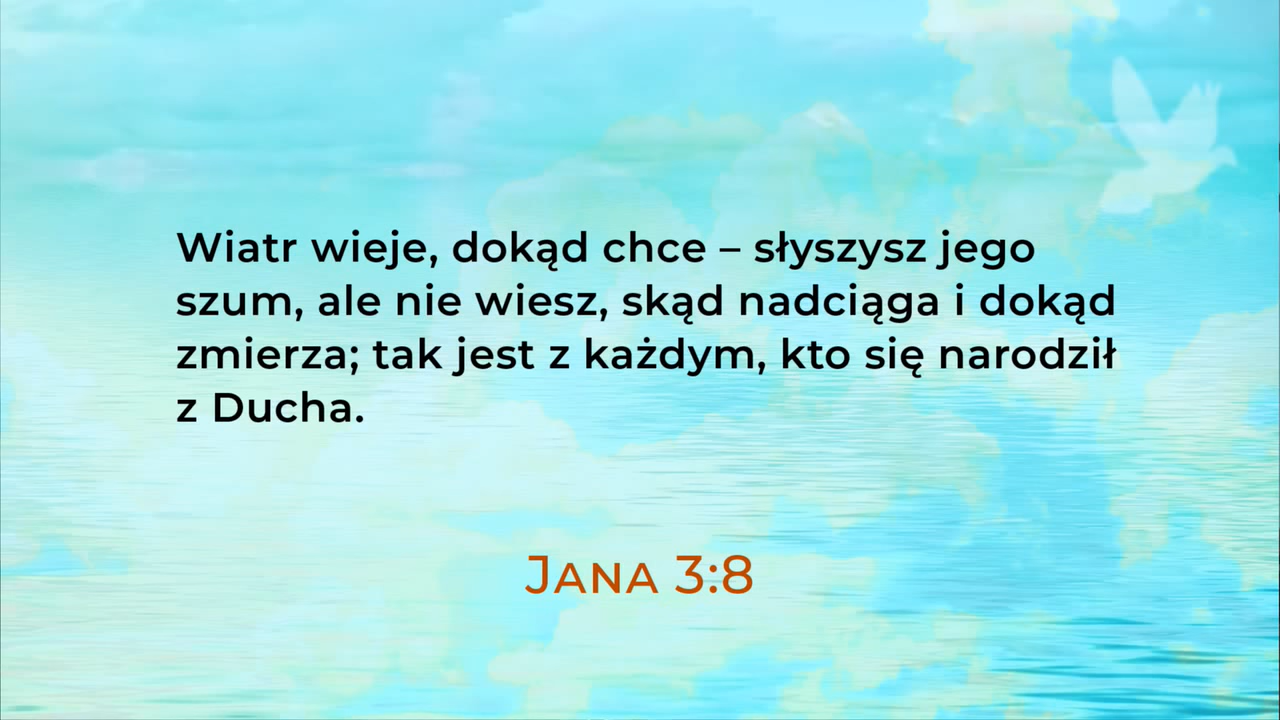 Wiatr wieje, dokąd chce – słyszysz jego
szum, ale nie wiesz, skąd nadciąga i dokąd
zmierza; tak jest z każdym, kto się narodził
z Ducha.
Jana 3:8